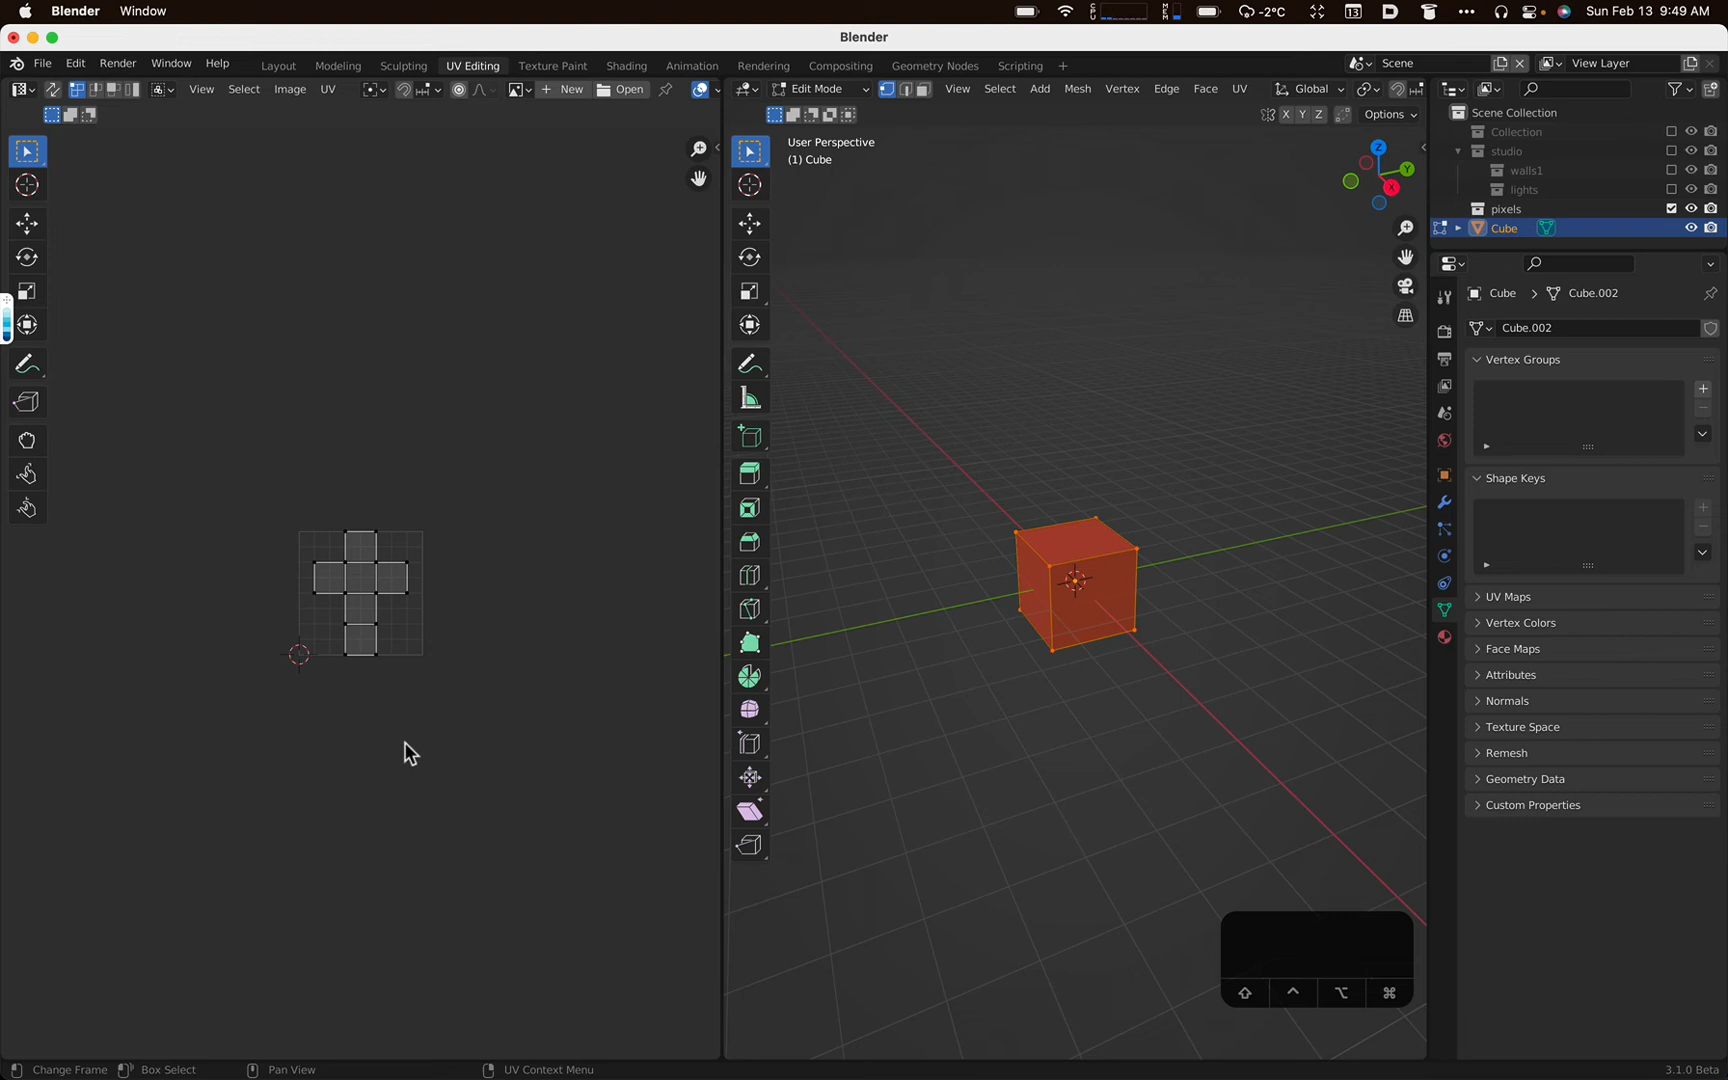 Blender Window
-2°C
Sun Feb 13 9:49 AM
Blender
File Edit Render Window Help
Layout Modeling Sculpting UV Editing Texture Paint Shading Animation Rendering Compositing Geometry Nodes Scripting +
Scene
View Layer
View Select Image UV
New
Open
Edit Mode
View Select Add Mesh Vertex Edge Face UV
Global
X Y Z
Options
User Perspective
(1) Cube
Z
Y
X
Scene Collection
Collection
studio
walls1
lights
pixels
Cube
Cube > Cube.002
Cube.002
Vertex Groups
Shape Keys
UV Maps
Vertex Colors
Face Maps
Attributes
Normals
Texture Space
Remesh
Geometry Data
Custom Properties
Change Frame
Box Select
Pan View
UV Context Menu
3.1.0 Beta